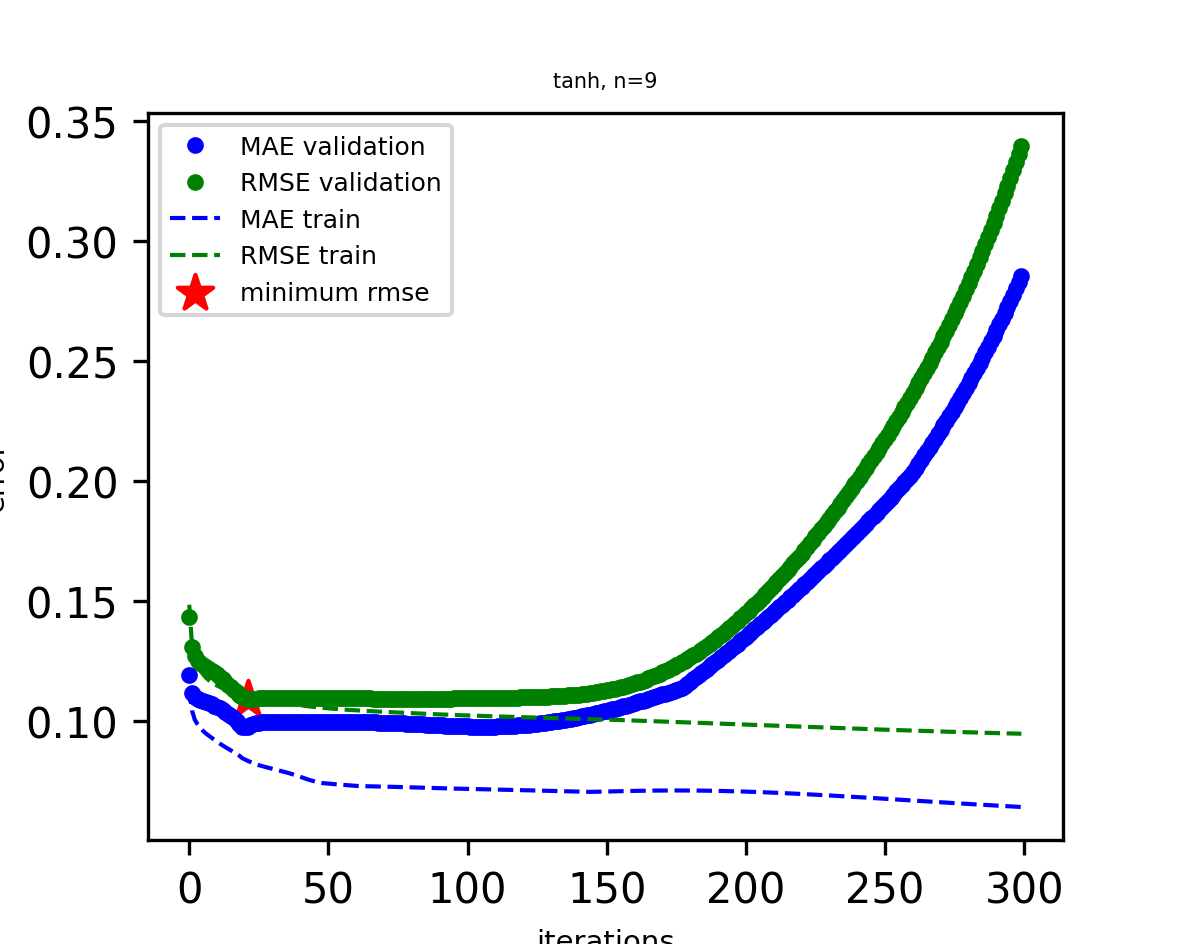 tanh, n=9
0.35
0.30
0.25
0.20
0.15
0.10
MAE validation
RMSE validation
MAE train
RMSE train
minimum rmse
0 50 100 150 200 250 300
iterations